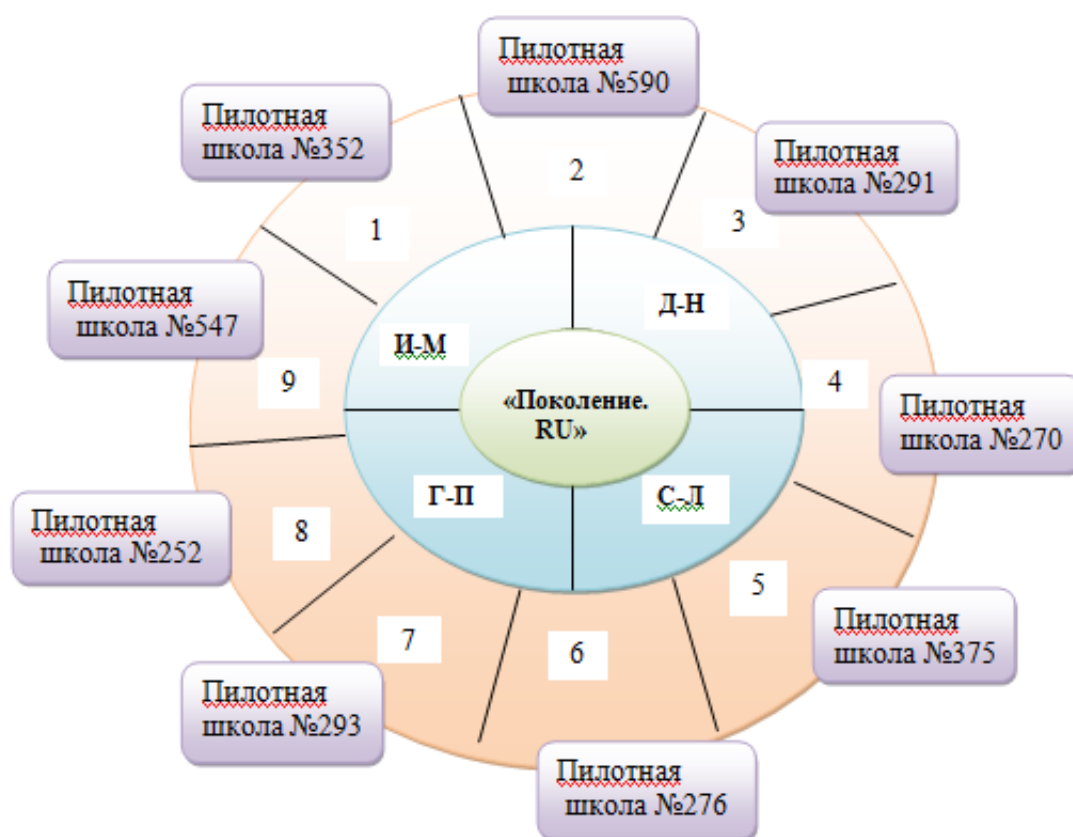 Пилотная
школа №590
Пилотная
школа №352
Пилотная
школа №291
2
1
3
Пилотная
школа №547
Д-Н
И-М
9
«Поколение.
RU»
4
Пилотная
школа №270
Г-П
С-Л
Пилотная
школа №252
8
5
7
6
Пилотная
школа №375
Пилотная
школа №293
Пилотная
школа №276